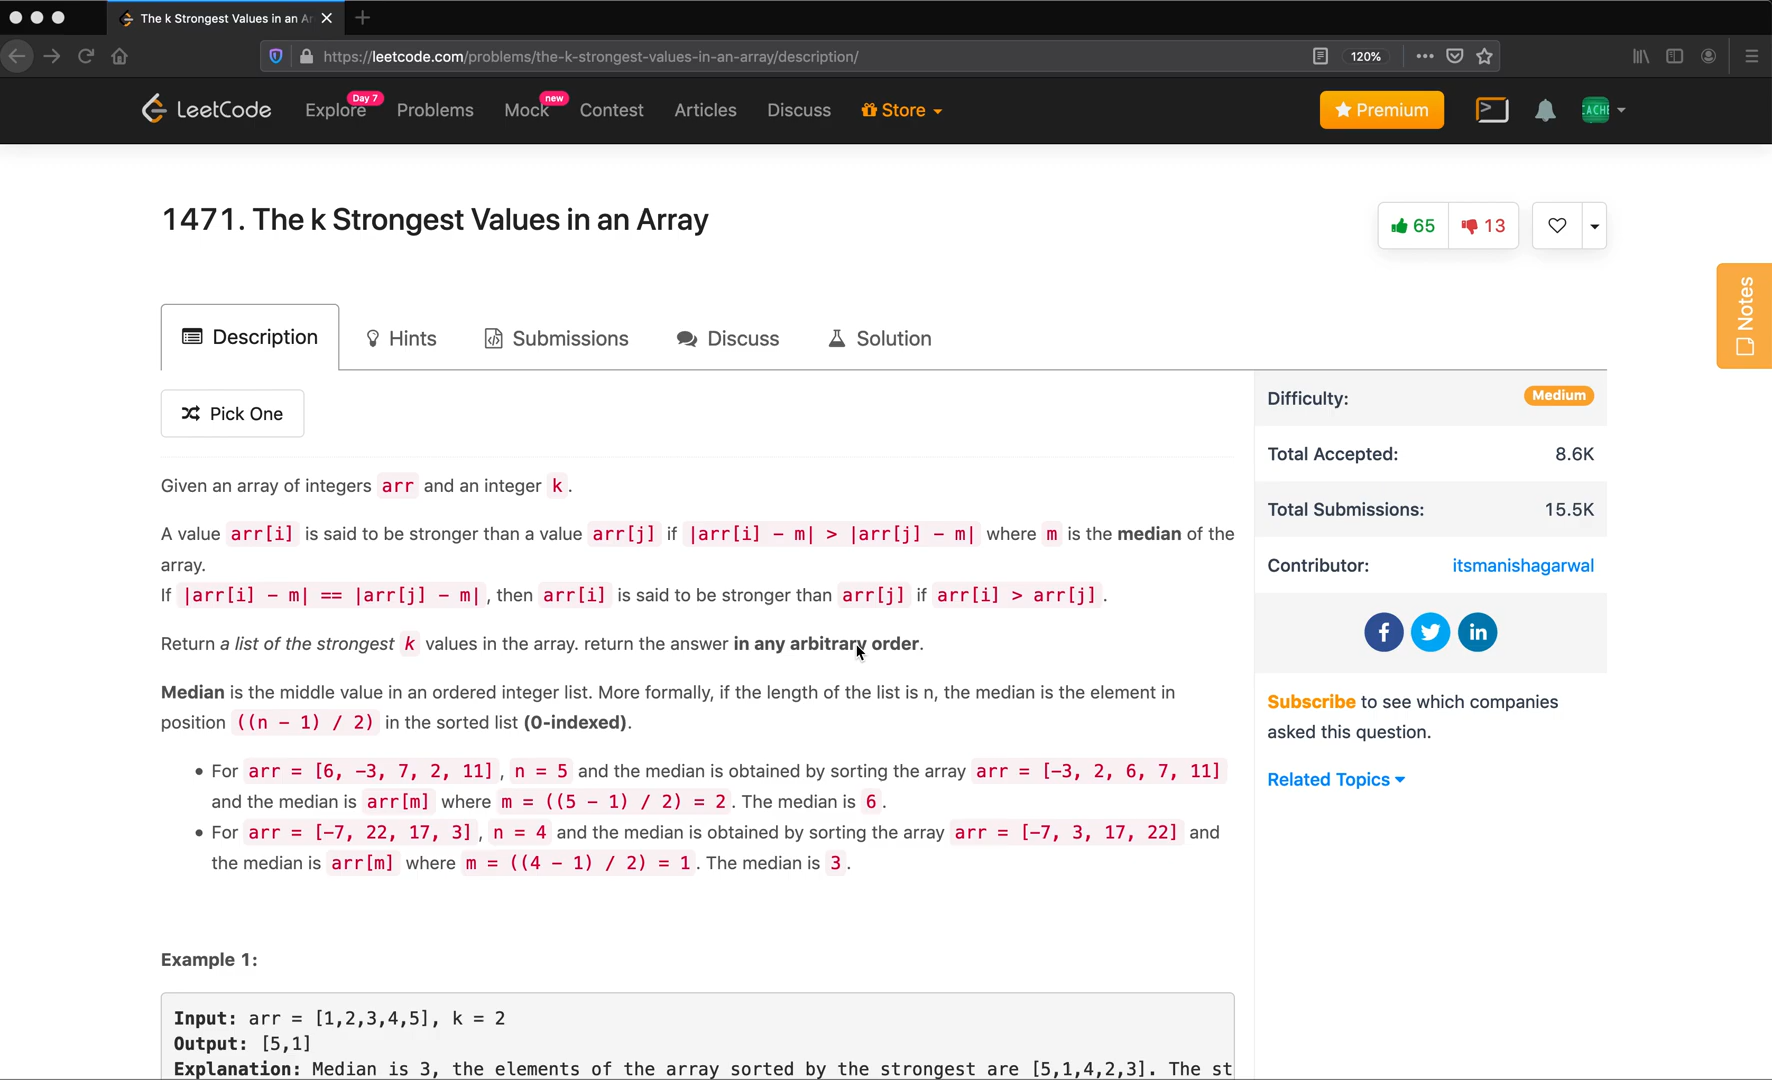 The k Strongest Values in an Ar
https://leetcode.com/problems/the-k-strongest-values-in-an-array/description/
120%
LeetCode
Explore Day 7
Problems
Mock new
Contest
Articles
Discuss
Store
Premium
CACHE
1471. The k Strongest Values in an Array
65
13
Notes
Description
Hints
Submissions
Discuss
Solution
Pick One
Given an array of integers arr and an integer k.
A value arr[i] is said to be stronger than a value arr[j] if |arr[i] - m| > |arr[j] - m| where m is the median of the
array.
If |arr[i] - m| == |arr[j] - m|, then arr[i] is said to be stronger than arr[j] if arr[i] > arr[j].
Return a list of the strongest k values in the array. return the answer in any arbitrary order.
Median is the middle value in an ordered integer list. More formally, if the length of the list is n, the median is the element in
position ((n - 1) / 2) in the sorted list (0-indexed).
• For arr = [6, -3, 7, 2, 11], n = 5 and the median is obtained by sorting the array arr = [-3, 2, 6, 7, 11]
and the median is arr[m] where m = ((5 - 1) / 2) = 2. The median is 6.
• For arr = [-7, 22, 17, 3], n = 4 and the median is obtained by sorting the array arr = [-7, 3, 17, 22] and
the median is arr[m] where m = ((4 - 1) / 2) = 1. The median is 3.
Example 1:
Input: arr = [1,2,3,4,5], k = 2
Output: [5,1]
Explanation: Median is 3, the elements of the array sorted by the strongest are [5,1,4,2,3]. The st
Difficulty: Medium
Total Accepted: 8.6K
Total Submissions: 15.5K
Contributor: itsmanishagarwal
Subscribe to see which companies
asked this question.
Related Topics